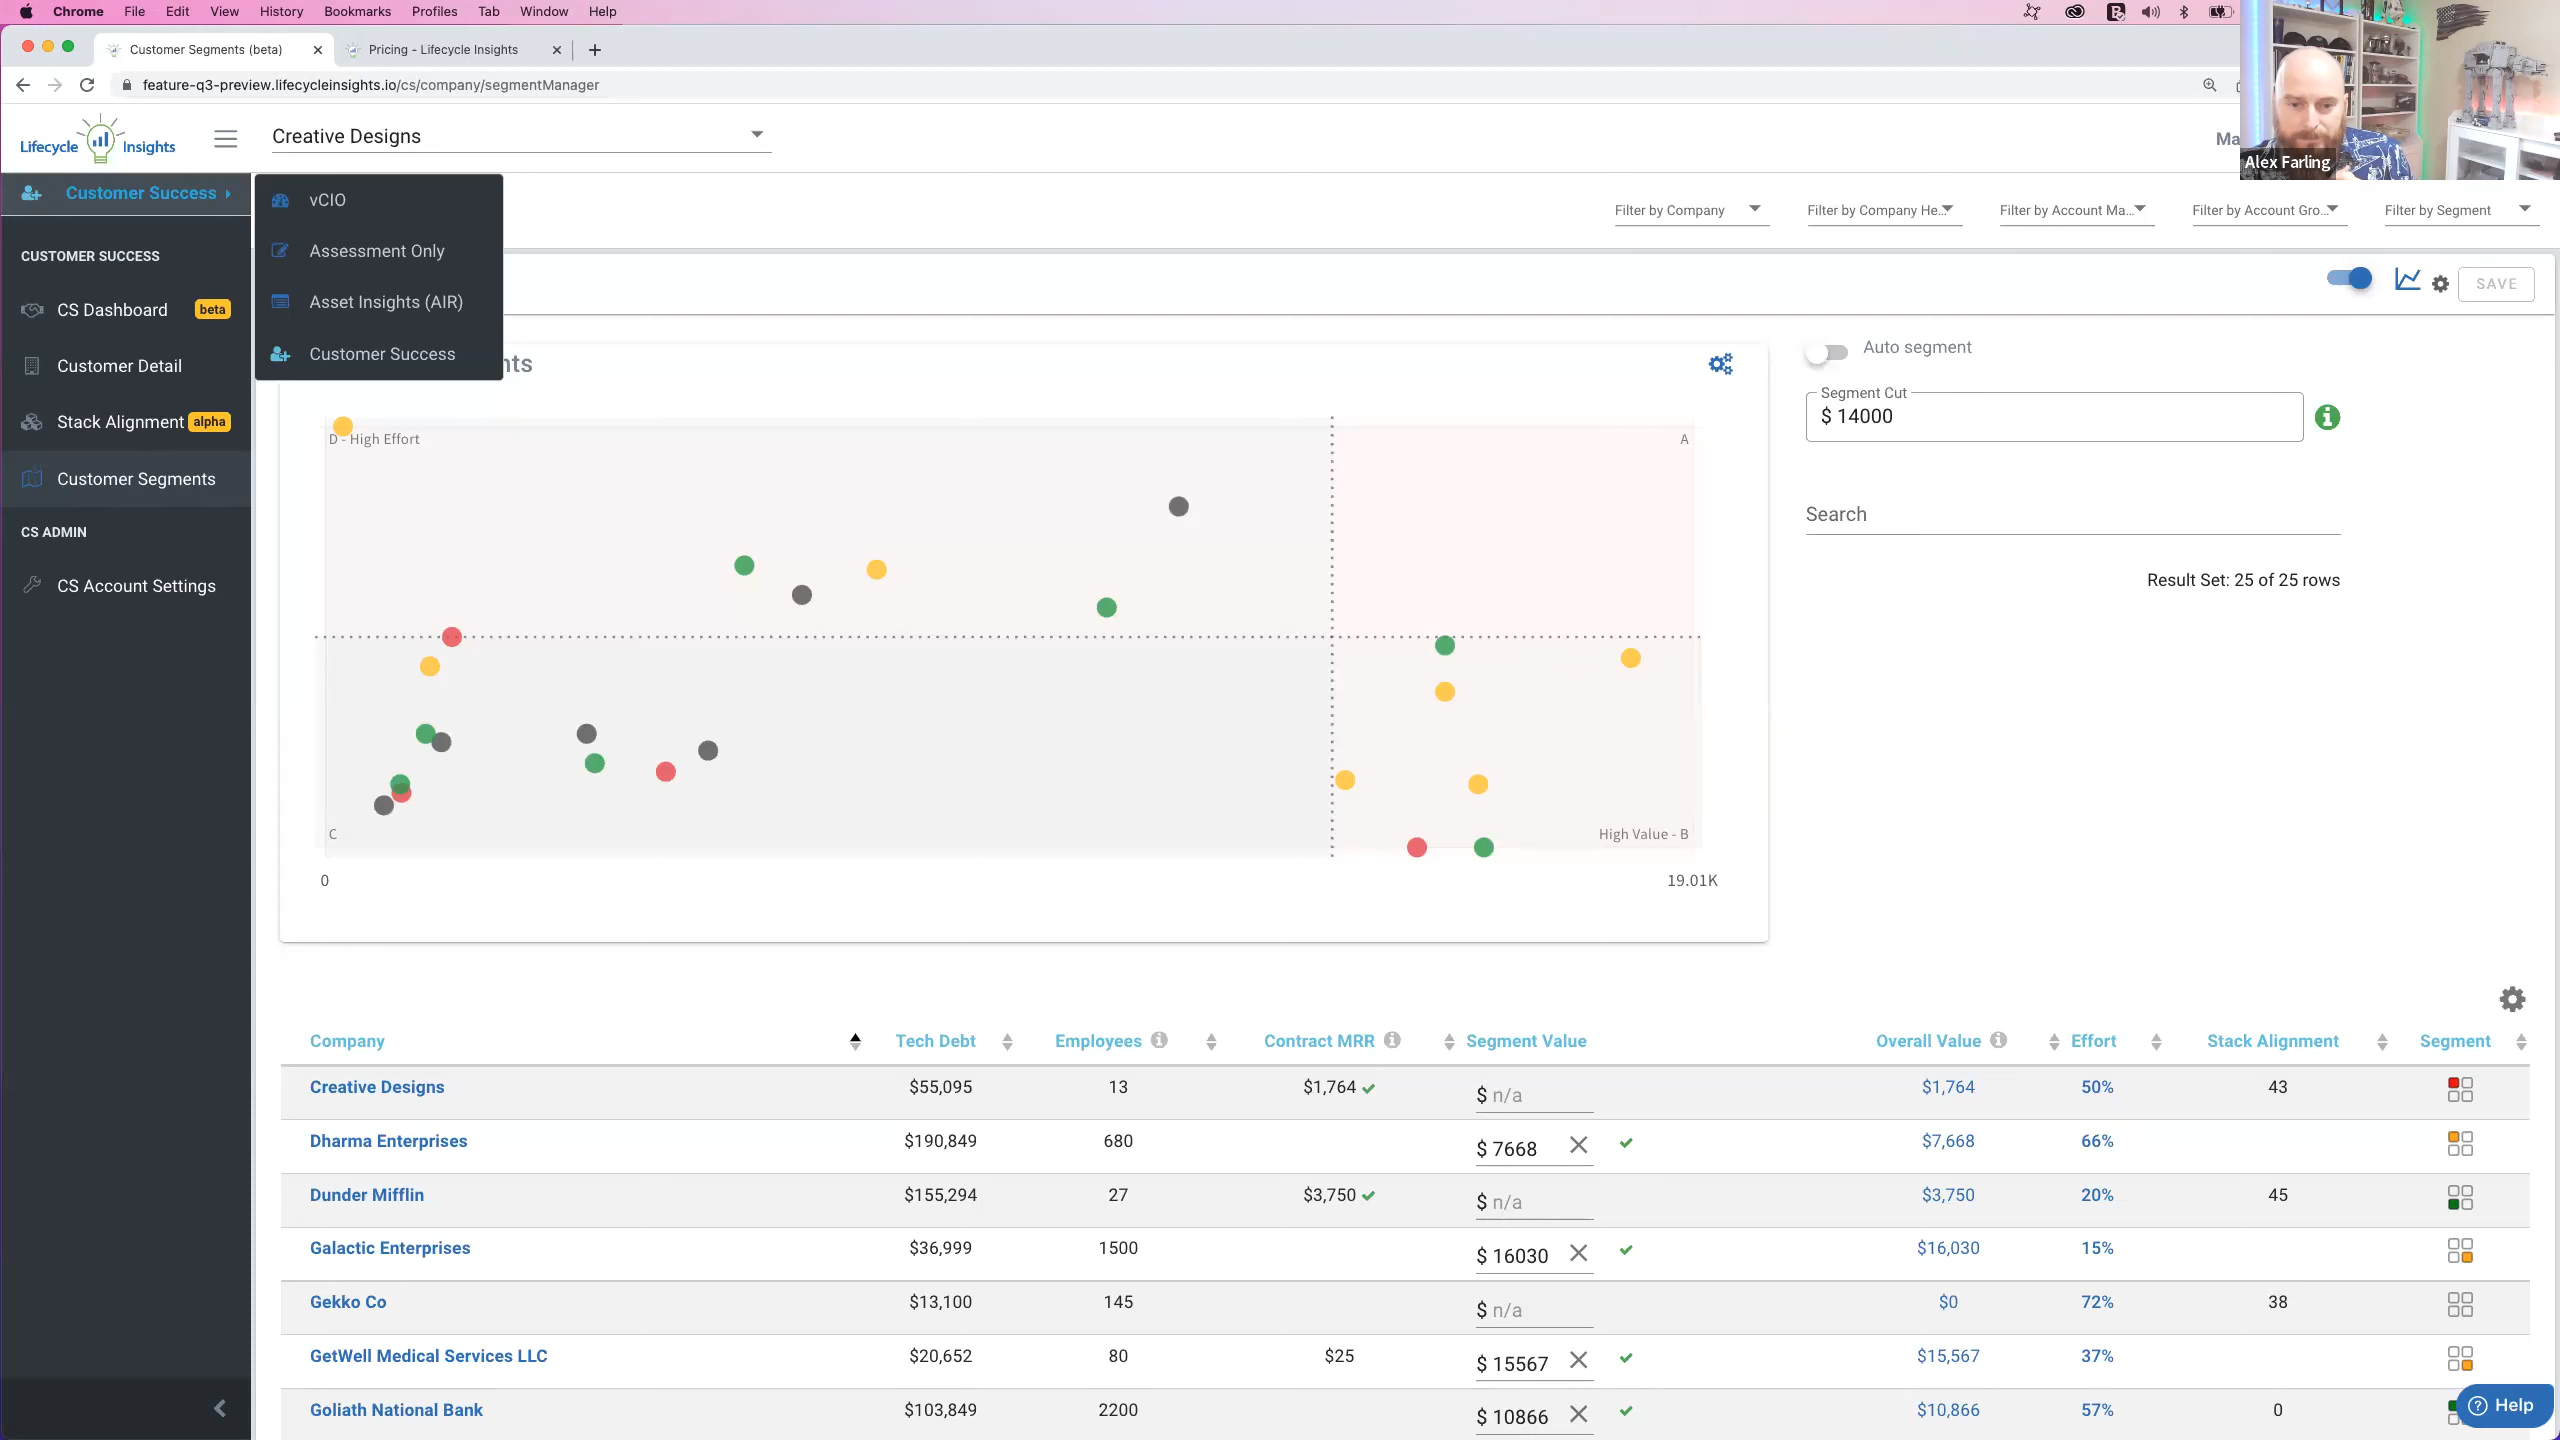 Chrome File Edit View History Bookmarks Profiles Tab Window Help
Customer Segments (beta)
Pricing - Lifecycle Insights
feature-q3-preview.lifecycleinsights.io/cs/company/segmentManager
Lifecycle Insights
Creative Designs
Alex Farling
Customer Success
vCIO
Assessment Only
Asset Insights (AIR)
Customer Success
Filter by Company
Filter by Company He...
Filter by Account Ma...
Filter by Account Gro...
Filter by Segment
CUSTOMER SUCCESS
CS Dashboard beta
Customer Detail
Stack Alignment alpha
Customer Segments
CS ADMIN
CS Account Settings
SAVE
nts
Auto segment
Segment Cut
$ 14000
Search
Result Set: 25 of 25 rows
D - High Effort
A
C
High Value - B
0
19.01K
Company Tech Debt Employees Contract MRR Segment Value Overall Value Effort Stack Alignment Segment
Creative Designs $55,095 13 $1,764 $ n/a $1,764 50% 43
Dharma Enterprises $190,849 680 $ 7668 $7,668 66%
Dunder Mifflin $155,294 27 $3,750 $ n/a $3,750 20% 45
Galactic Enterprises $36,999 1500 $ 16030 $16,030 15%
Gekko Co $13,100 145 $ n/a $0 72% 38
GetWell Medical Services LLC $20,652 80 $25 $ 15567 $15,567 37%
Goliath National Bank $103,849 2200 $ 10866 $10,866 57% 0
Help